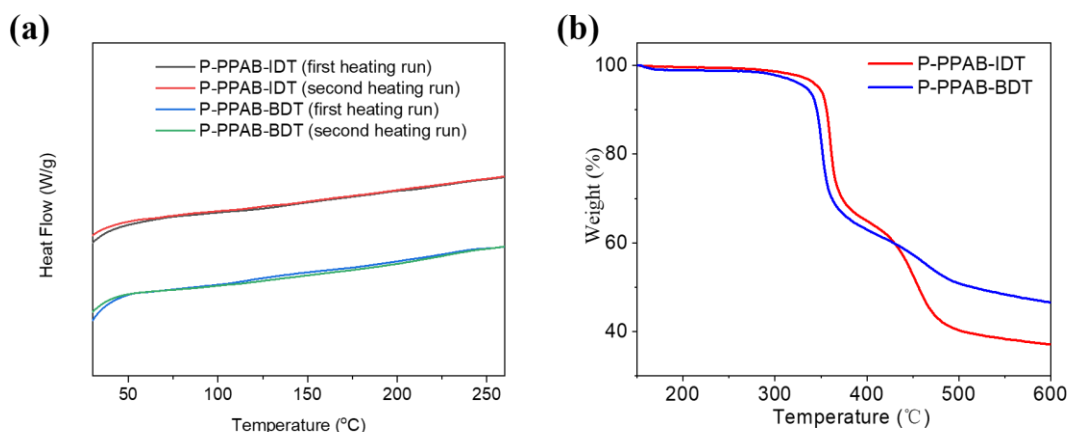 (a)
P-PPAB-IDT (first heating run)
P-PPAB-IDT (second heating run)
P-PPAB-BDT (first heating run)
P-PPAB-BDT (second heating run)
Heat Flow (W/g)
50 100 150 200 250
Temperature (°C)
(b)
P-PPAB-IDT
P-PPAB-BDT
Weight (%)
100
80
60
40
200 300 400 500 600
Temperature (℃)